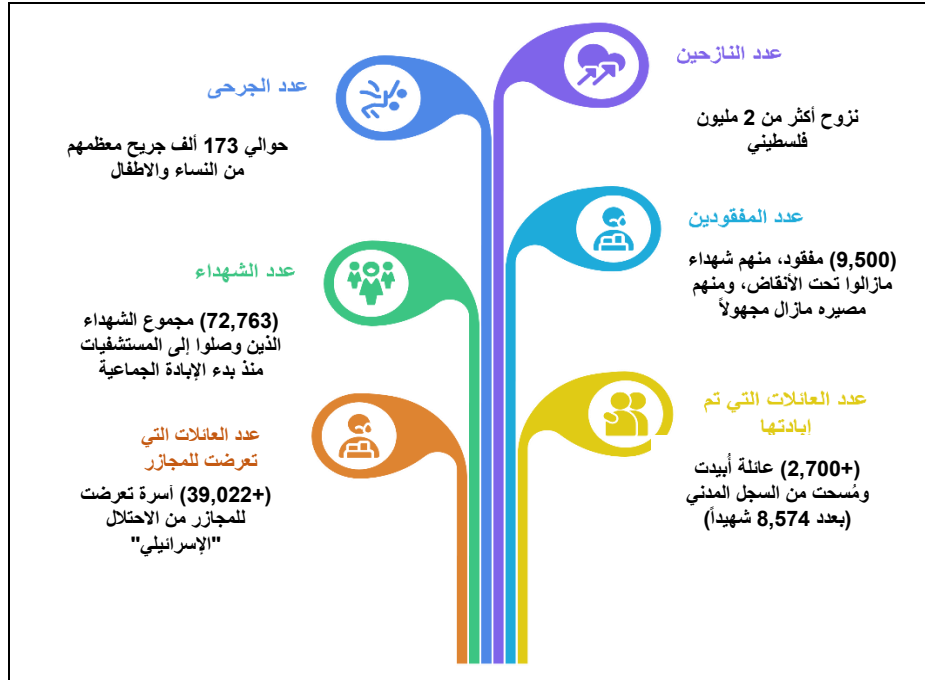 عدد النازحين
نزوح أكثر من 2 مليون
فلسطيني
عدد الجرحى
حوالي 173 ألف جريح معظمهم
من النساء والاطفال
عدد المفقودين
(9,500) مفقود، منهم شهداء
مازالوا تحت الأنقاض، ومنهم
مصيره مازال مجهولاً
عدد الشهداء
(72,763) مجموع الشهداء
الذين وصلوا إلى المستشفيات
منذ بدء الإبادة الجماعية
عدد العائلات التي تم
إبادتها
(+2,700) عائلة أُبيدت
ومُسحت من السجل المدني
(بعدد 8,574 شهيداً)
عدد العائلات التي
تعرضت للمجازر
(+39,022) أسرة تعرضت
للمجازر من الاحتلال
"الإسرائيلي"